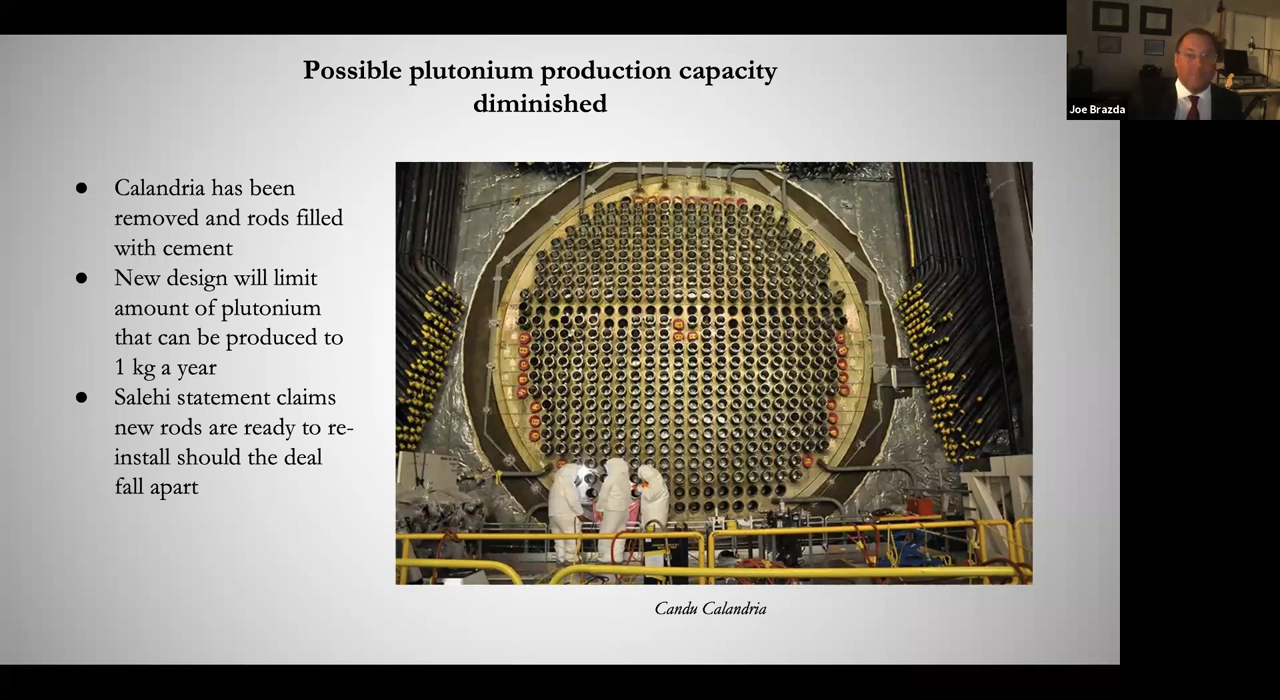 Possible plutonium production capacity
diminished
● Calandria has been
removed and rods filled
with cement
● New design will limit
amount of plutonium
that can be produced to
1 kg a year
● Salehi statement claims
new rods are ready to re-
install should the deal
fall apart
Candu Calandria
Joe Brazda